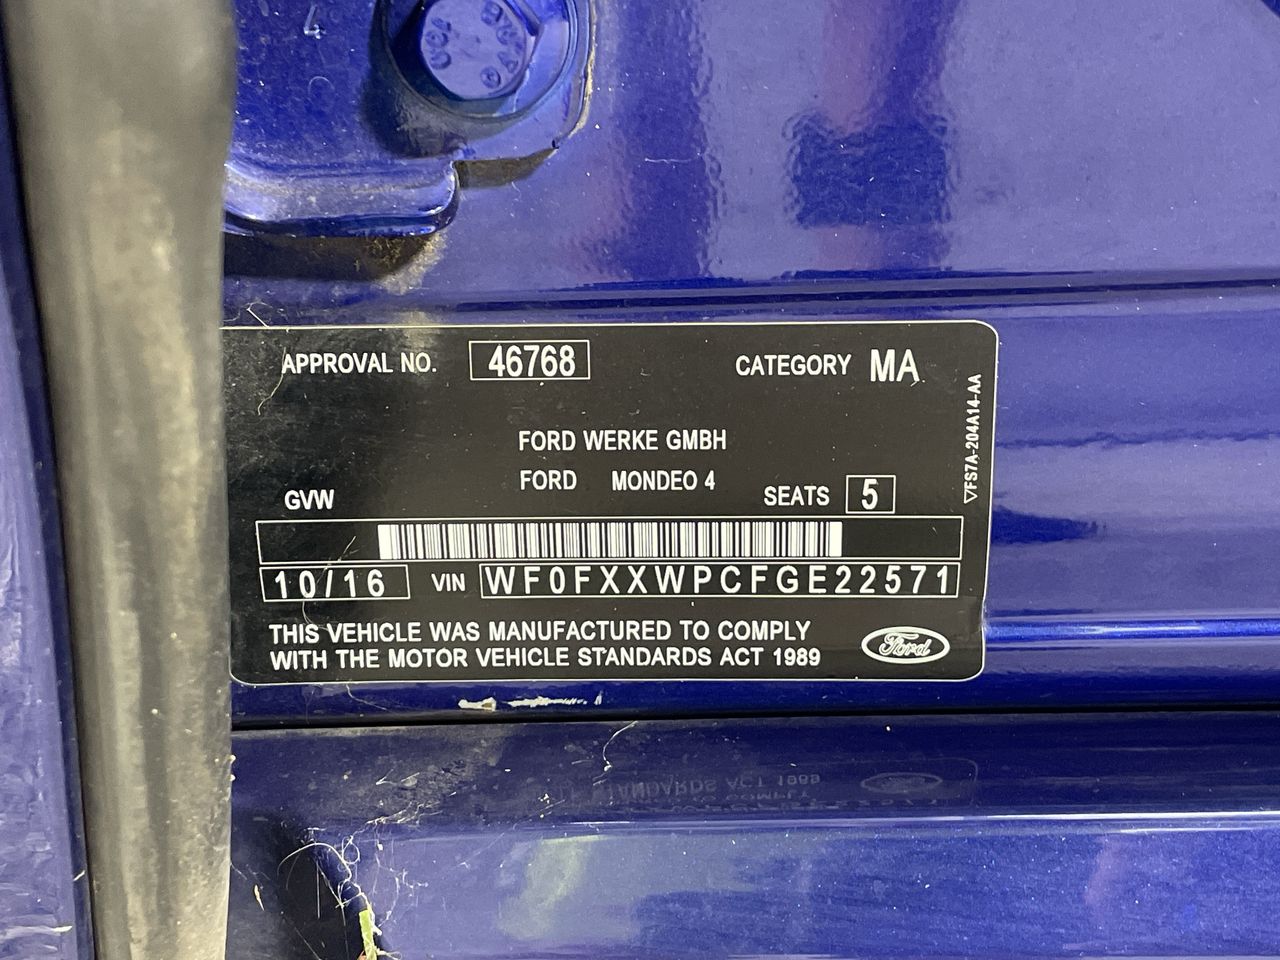 APPROVAL NO. 46768 CATEGORY MA
FORD WERKE GMBH
FORD MONDEO 4
GVW SEATS 5
▽FS7A-204A14-AA
10/16 VIN WF0FXXWPCFGE22571
THIS VEHICLE WAS MANUFACTURED TO COMPLY
WITH THE MOTOR VEHICLE STANDARDS ACT 1989
Ford